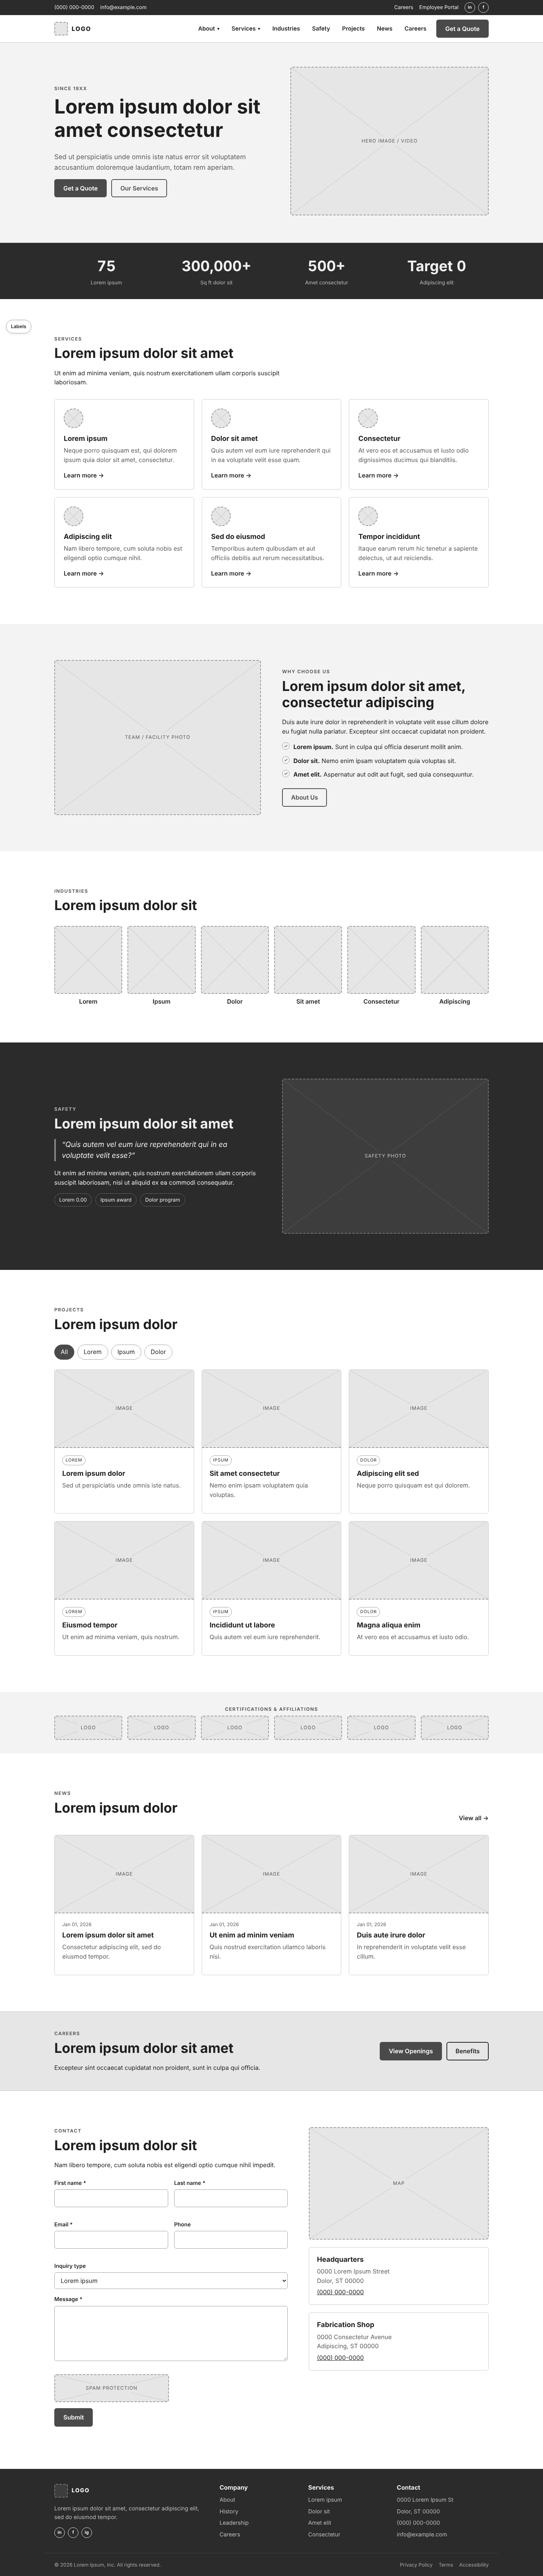 (000) 000-0000 info@example.com Careers Employee Portal in f
LOGO About ▾ Services ▾ Industries Safety Projects News Careers Get a Quote
SINCE 19XX
Lorem ipsum dolor sit
amet consectetur
Sed ut perspiciatis unde omnis iste natus error sit voluptatem
accusantium doloremque laudantium, totam rem aperiam.
Get a Quote Our Services
HERO IMAGE / VIDEO
75 300,000+ 500+ Target 0
Lorem ipsum Sq ft dolor sit Amet consectetur Adipiscing elit
Labels
SERVICES
Lorem ipsum dolor sit amet
Ut enim ad minima veniam, quis nostrum exercitationem ullam corporis suscipit
laboriosam.
Lorem ipsum
Neque porro quisquam est, qui dolorem
ipsum quia dolor sit amet, consectetur.
Learn more →
Dolor sit amet
Quis autem vel eum iure reprehenderit qui
in ea voluptate velit esse quam.
Learn more →
Consectetur
At vero eos et accusamus et iusto odio
dignissimos ducimus qui blanditiis.
Learn more →
Adipiscing elit
Nam libero tempore, cum soluta nobis est
eligendi optio cumque nihil.
Learn more →
Sed do eiusmod
Temporibus autem quibusdam et aut
officiis debitis aut rerum necessitatibus.
Learn more →
Tempor incididunt
Itaque earum rerum hic tenetur a sapiente
delectus, ut aut reiciendis.
Learn more →
TEAM / FACILITY PHOTO
WHY CHOOSE US
Lorem ipsum dolor sit amet,
consectetur adipiscing
Duis aute irure dolor in reprehenderit in voluptate velit esse cillum dolore
eu fugiat nulla pariatur. Excepteur sint occaecat cupidatat non proident.
✓ Lorem ipsum. Sunt in culpa qui officia deserunt mollit anim.
✓ Dolor sit. Nemo enim ipsam voluptatem quia voluptas sit.
✓ Amet elit. Aspernatur aut odit aut fugit, sed quia consequuntur.
About Us
INDUSTRIES
Lorem ipsum dolor sit
Lorem Ipsum Dolor Sit amet Consectetur Adipiscing
SAFETY
Lorem ipsum dolor sit amet
"Quis autem vel eum iure reprehenderit qui in ea
voluptate velit esse?"
Ut enim ad minima veniam, quis nostrum exercitationem ullam corporis
suscipit laboriosam, nisi ut aliquid ex ea commodi consequatur.
Lorem 0.00 Ipsum award Dolor program
SAFETY PHOTO
PROJECTS
Lorem ipsum dolor
All Lorem Ipsum Dolor
IMAGE
LOREM
Lorem ipsum dolor
Sed ut perspiciatis unde omnis iste natus.
IMAGE
IPSUM
Sit amet consectetur
Nemo enim ipsam voluptatem quia
voluptas.
IMAGE
DOLOR
Adipiscing elit sed
Neque porro quisquam est qui dolorem.
IMAGE
LOREM
Eiusmod tempor
Ut enim ad minima veniam, quis nostrum.
IMAGE
IPSUM
Incididunt ut labore
Quis autem vel eum iure reprehenderit.
IMAGE
DOLOR
Magna aliqua enim
At vero eos et accusamus et iusto odio.
CERTIFICATIONS & AFFILIATIONS
LOGO LOGO LOGO LOGO LOGO LOGO
NEWS
Lorem ipsum dolor
View all →
IMAGE
Jan 01, 2026
Lorem ipsum dolor sit amet
Consectetur adipiscing elit, sed do
eiusmod tempor.
IMAGE
Jan 01, 2026
Ut enim ad minim veniam
Quis nostrud exercitation ullamco laboris
nisi.
IMAGE
Jan 01, 2026
Duis aute irure dolor
In reprehenderit in voluptate velit esse
cillum.
CAREERS
Lorem ipsum dolor sit amet
Excepteur sint occaecat cupidatat non proident, sunt in culpa qui officia.
View Openings Benefits
CONTACT
Lorem ipsum dolor sit
Nam libero tempore, cum soluta nobis est eligendi optio cumque nihil impedit.
First name * Last name *
Email * Phone
Inquiry type
Lorem ipsum
Message *
SPAM PROTECTION
Submit
MAP
Headquarters
0000 Lorem Ipsum Street
Dolor, ST 00000
(000) 000-0000
Fabrication Shop
0000 Consectetur Avenue
Adipiscing, ST 00000
(000) 000-0000
LOGO
Lorem ipsum dolor sit amet, consectetur adipiscing elit,
sed do eiusmod tempor.
in f ig
Company
About
History
Leadership
Careers
Services
Lorem ipsum
Dolor sit
Amet elit
Consectetur
Contact
0000 Lorem Ipsum St
Dolor, ST 00000
(000) 000-0000
info@example.com
© 2026 Lorem Ipsum, Inc. All rights reserved. Privacy Policy Terms Accessibility